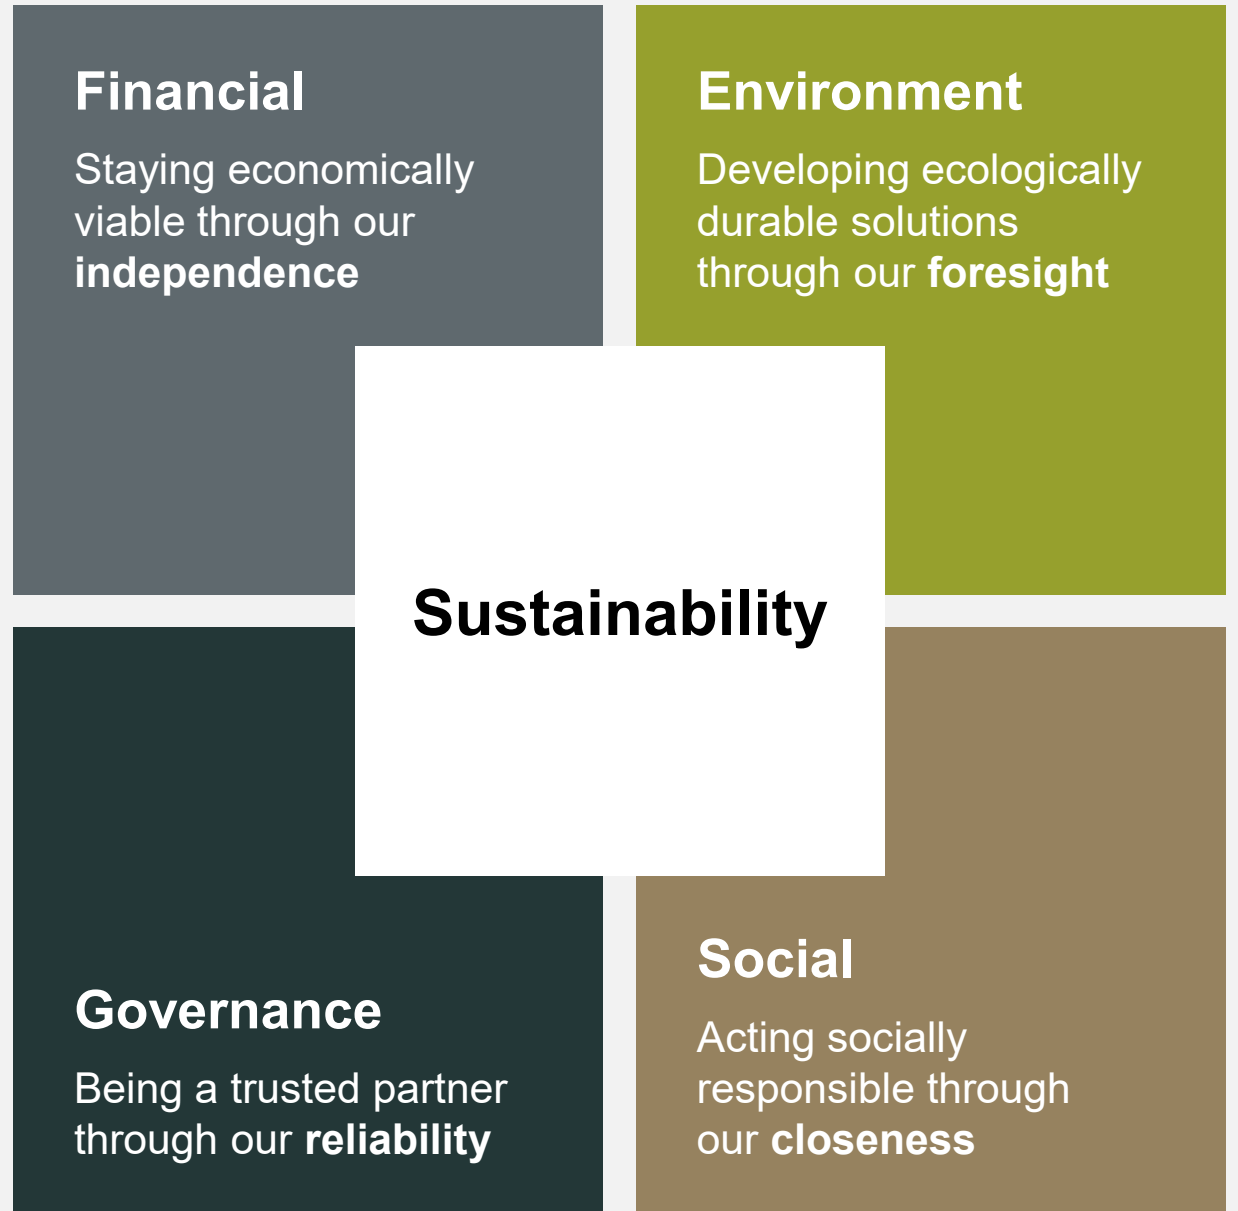 Financial
Staying economically
viable through our
independence
Environment
Developing ecologically
durable solutions
through our foresight
Sustainability
Governance
Being a trusted partner
through our reliability
Social
Acting socially
responsible through
our closeness